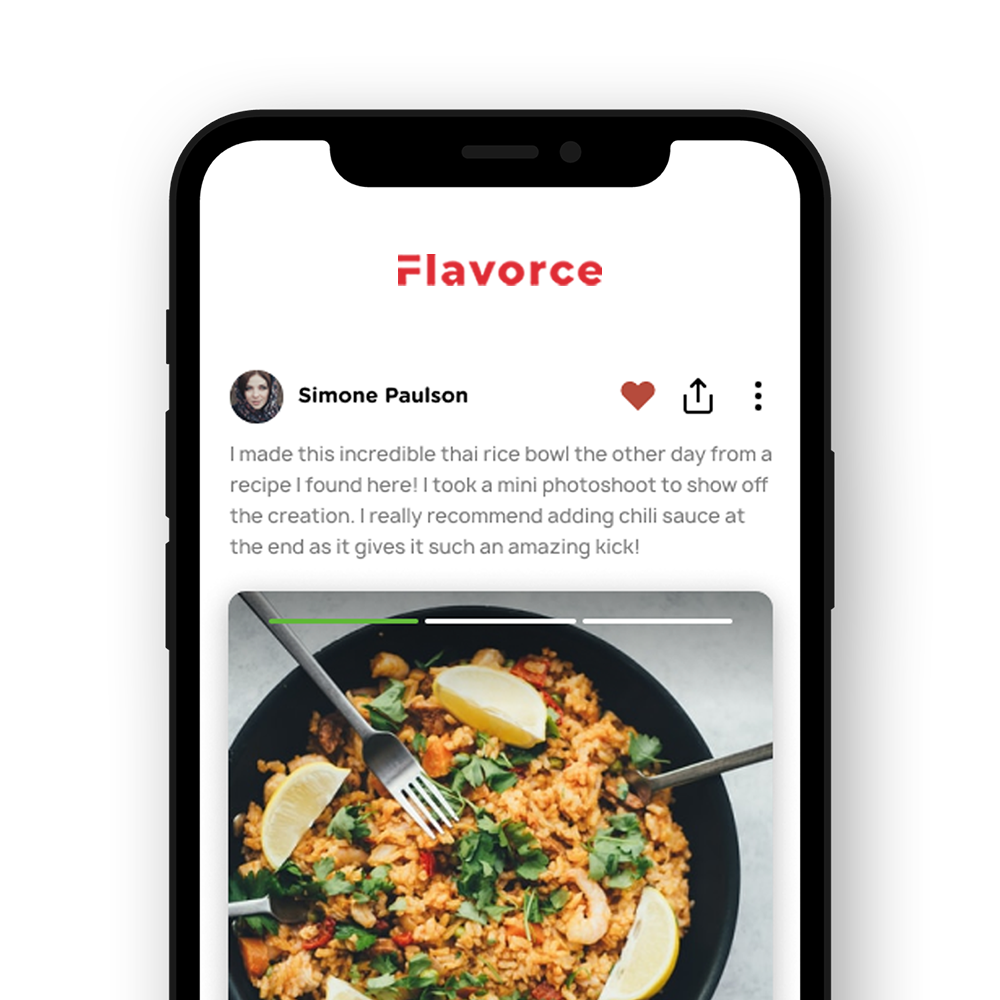 Flavorce
Simone Paulson
I made this incredible thai rice bowl the other day from a
recipe I found here! I took a mini photoshoot to show off
the creation. I really recommend adding chili sauce at
the end as it gives it such an amazing kick!